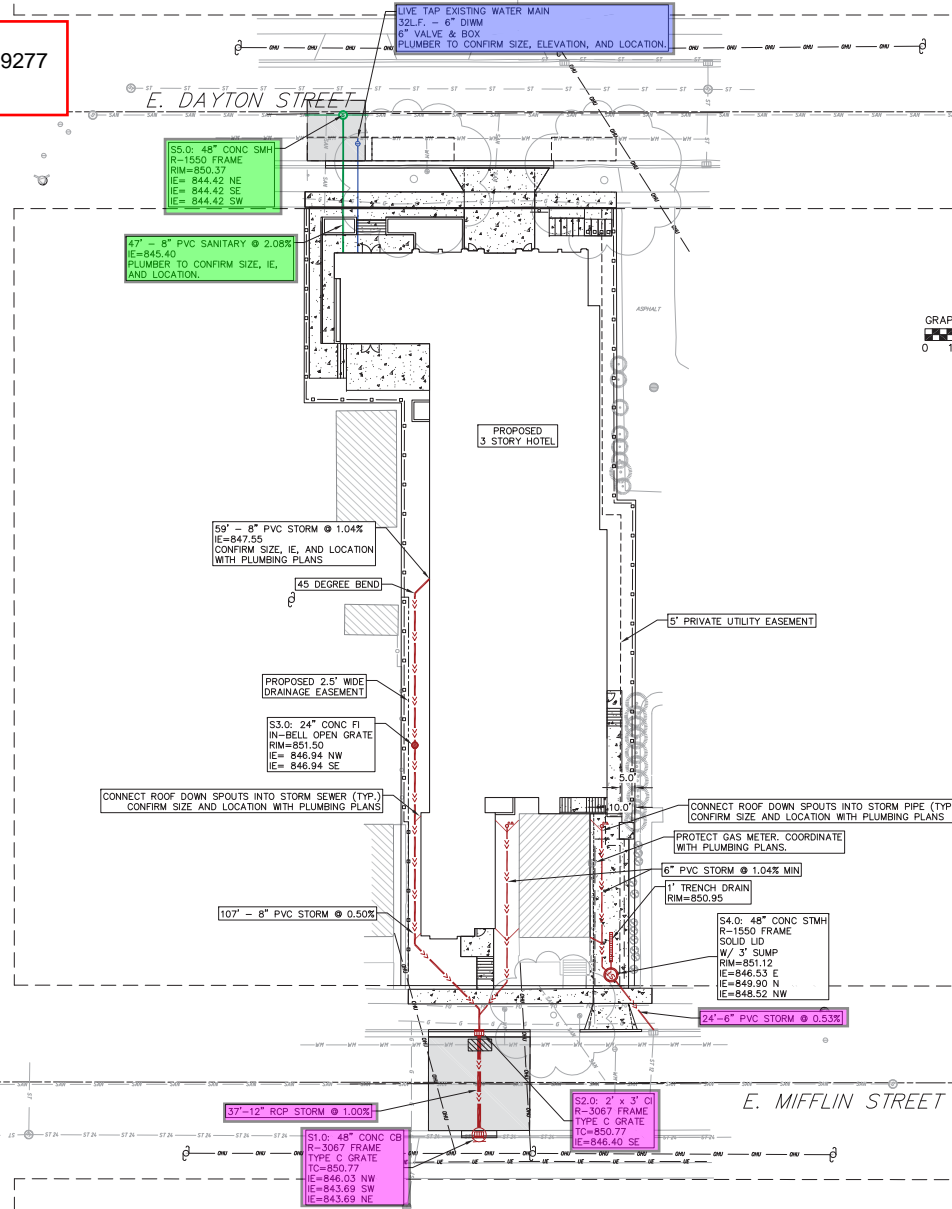 LIVE TAP EXISTING WATER MAIN
32L.F. - 6" DIWM
6" VALVE & BOX
PLUMBER TO CONFIRM SIZE, ELEVATION, AND LOCATION.
9277
E. DAYTON STREET
S5.0: 48" CONC SMH
R-1550 FRAME
RIM=850.37
IE= 844.42 NE
IE= 844.42 SE
IE= 844.42 SW
47' - 8" PVC SANITARY @ 2.08%
IE=845.40
PLUMBER TO CONFIRM SIZE, IE,
AND LOCATION.
ASPHALT
GRAP
0 1
PROPOSED
3 STORY HOTEL
59' - 8" PVC STORM @ 1.04%
IE=847.55
CONFIRM SIZE, IE, AND LOCATION
WITH PLUMBING PLANS
45 DEGREE BEND
5' PRIVATE UTILITY EASEMENT
PROPOSED 2.5' WIDE
DRAINAGE EASEMENT
S3.0: 24" CONC FI
IN-BELL OPEN GRATE
RIM=851.50
IE= 846.94 NW
IE= 846.94 SE
5.0'
10.0'
CONNECT ROOF DOWN SPOUTS INTO STORM SEWER (TYP.)
CONFIRM SIZE AND LOCATION WITH PLUMBING PLANS
CONNECT ROOF DOWN SPOUTS INTO STORM PIPE (TYP
CONFIRM SIZE AND LOCATION WITH PLUMBING PLANS
PROTECT GAS METER. COORDINATE
WITH PLUMBING PLANS.
6" PVC STORM @ 1.04% MIN
1' TRENCH DRAIN
RIM=850.95
107' - 8" PVC STORM @ 0.50%
S4.0: 48" CONC STMH
R-1550 FRAME
SOLID LID
W/ 3' SUMP
RIM=851.12
IE=846.53 E
IE=849.90 N
IE=848.52 NW
24'-6" PVC STORM @ 0.53%
37'-12" RCP STORM @ 1.00%
S2.0: 2' x 3' CI
R-3067 FRAME
TYPE C GRATE
TC=850.77
IE=846.40 SE
E. MIFFLIN STREET
S1.0: 48" CONC CB
R-3067 FRAME
TYPE C GRATE
TC=850.77
IE=846.03 NW
IE=843.69 SW
IE=843.69 NE